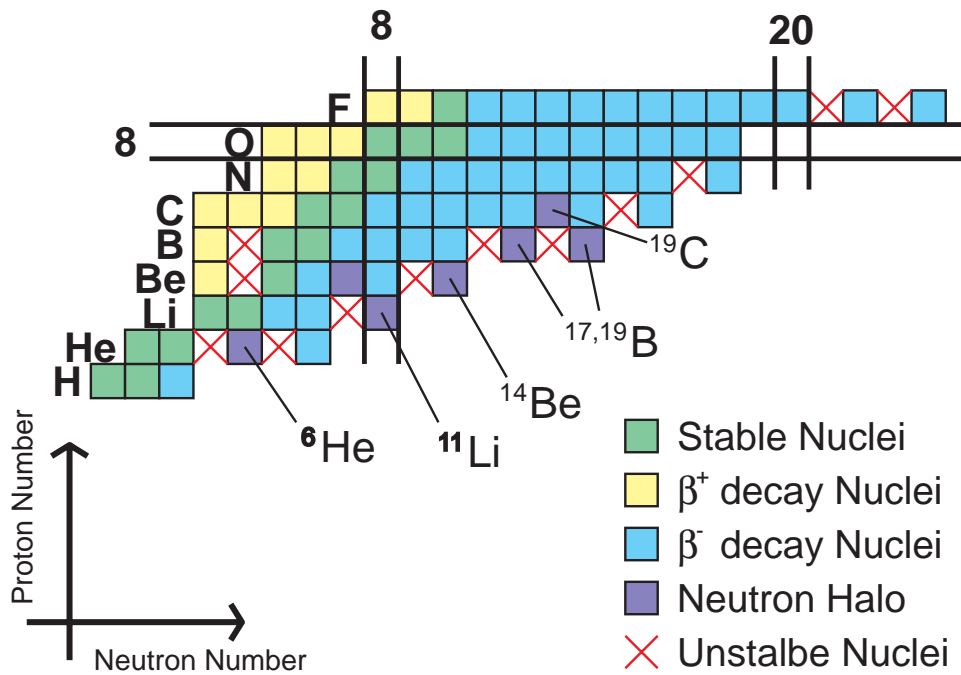 8
20
F
8
O
N
C
B
Be
Li
He
H
¹⁹C
¹⁷,¹⁹B
¹⁴Be
¹¹Li
⁶He
Stable Nuclei
β⁺ decay Nuclei
β⁻ decay Nuclei
Neutron Halo
Unstalbe Nuclei
Proton Number
Neutron Number